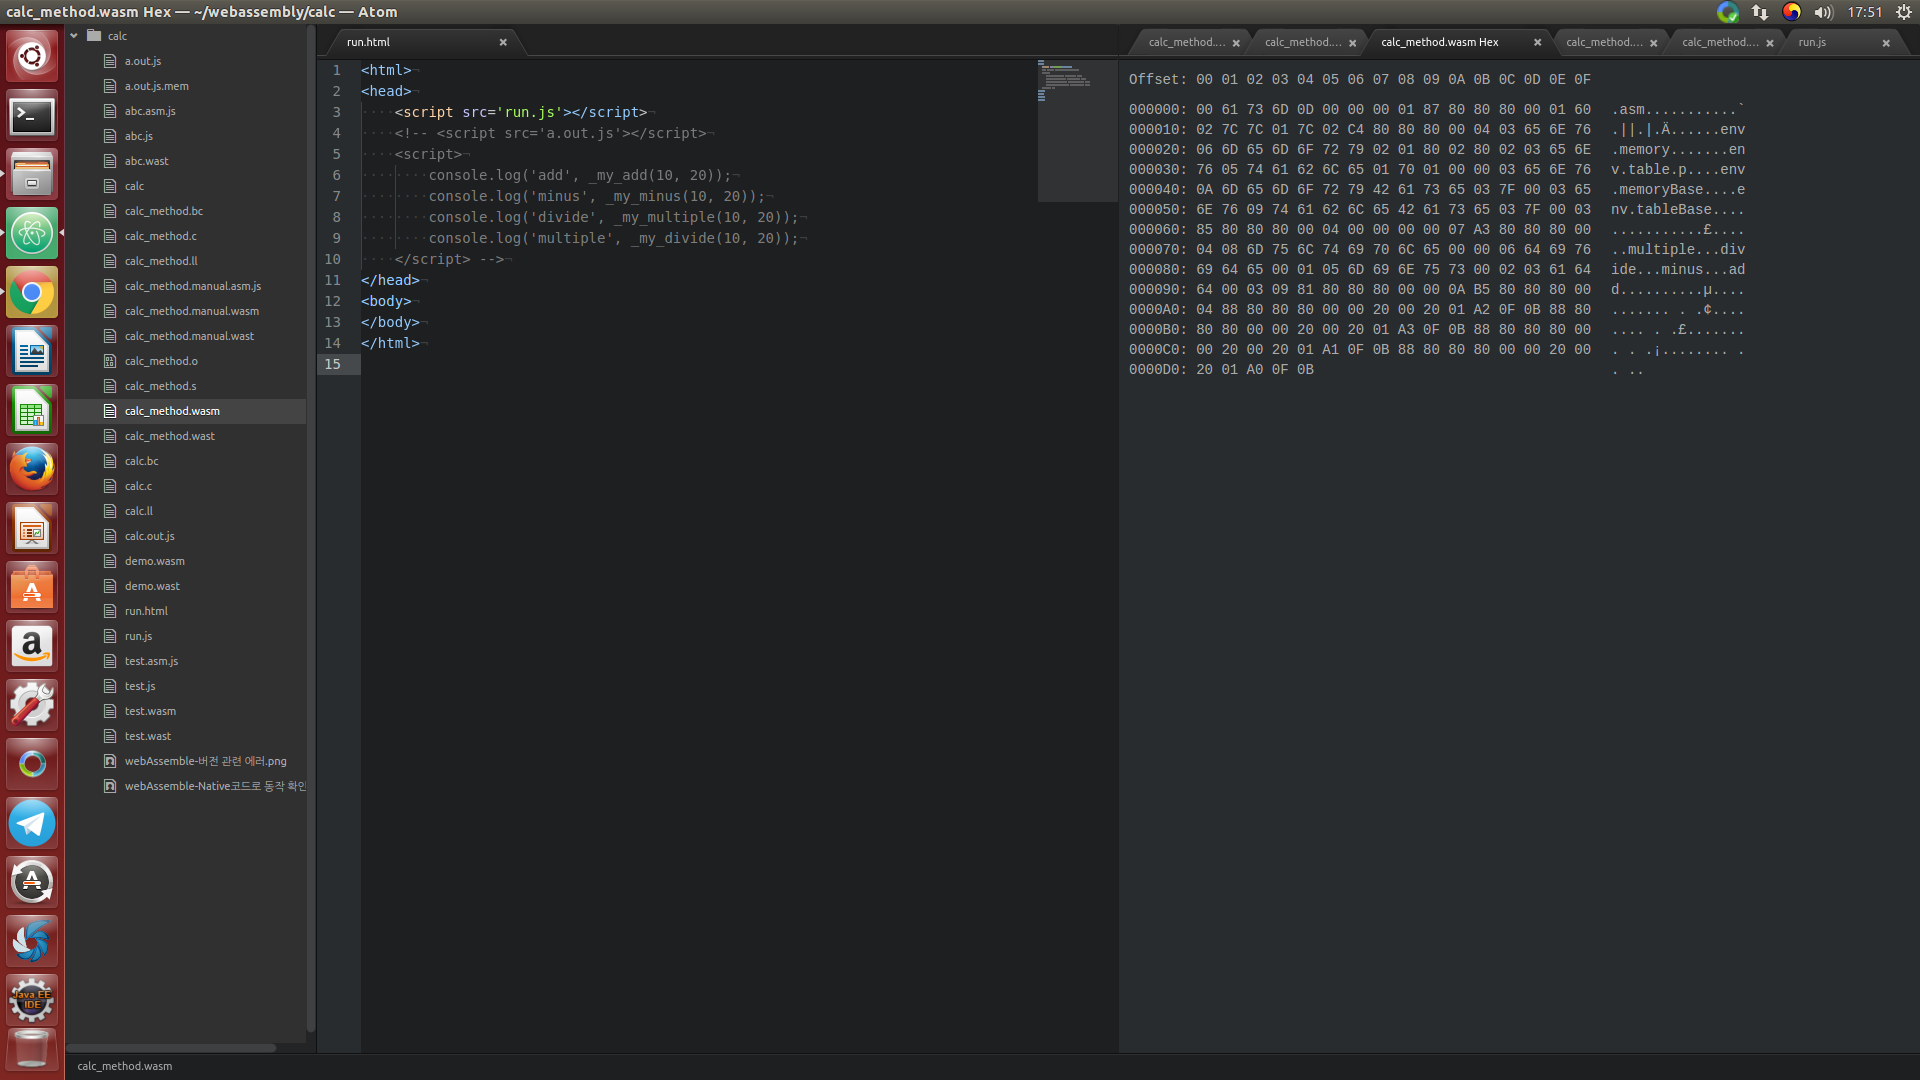 calc_method.wasm Hex — ~/webassembly/calc — Atom
17:51
calc
a.out.js
a.out.js.mem
abc.asm.js
abc.js
abc.wast
calc
calc_method.bc
calc_method.c
calc_method.ll
calc_method.manual.asm.js
calc_method.manual.wasm
calc_method.manual.wast
calc_method.o
calc_method.s
calc_method.wasm
calc_method.wast
calc.bc
calc.c
calc.ll
calc.out.js
demo.wasm
demo.wast
run.html
run.js
test.asm.js
test.js
test.wasm
test.wast
webAssemble-버전 관련 에러.png
webAssemble-Native코드로 동작 확인
Java EE
IDE
run.html
1 <html>
2 <head>
3 <script src='run.js'></script>
4 <!-- <script src='a.out.js'></script>
5 <script>
6 console.log('add', _my_add(10, 20));
7 console.log('minus', _my_minus(10, 20));
8 console.log('divide', _my_multiple(10, 20));
9 console.log('multiple', _my_divide(10, 20));
10 </script> -->
11 </head>
12 <body>
13 </body>
14 </html>
15
calc_method.... calc_method.... calc_method.wasm Hex calc_method.... calc_method.... run.js
Offset: 00 01 02 03 04 05 06 07 08 09 0A 0B 0C 0D 0E 0F
000000: 00 61 73 6D 0D 00 00 00 01 87 80 80 80 00 01 60 .asm...........`
000010: 02 7C 7C 01 7C 02 C4 80 80 80 00 04 03 65 6E 76 .||.|.Ä......env
000020: 06 6D 65 6D 6F 72 79 02 01 80 02 80 02 03 65 6E .memory.......en
000030: 76 05 74 61 62 6C 65 01 70 01 00 00 03 65 6E 76 v.table.p....env
000040: 0A 6D 65 6D 6F 72 79 42 61 73 65 03 7F 00 03 65 .memoryBase....e
000050: 6E 76 09 74 61 62 6C 65 42 61 73 65 03 7F 00 03 nv.tableBase....
000060: 85 80 80 80 00 04 00 00 00 00 07 A3 80 80 80 00 ...........£....
000070: 04 08 6D 75 6C 74 69 70 6C 65 00 00 06 64 69 76 ..multiple...div
000080: 69 64 65 00 01 05 6D 69 6E 75 73 00 02 03 61 64 ide...minus...ad
000090: 64 00 03 09 81 80 80 80 00 00 0A B5 80 80 80 00 d..........µ....
0000A0: 04 88 80 80 80 00 00 20 00 20 01 A2 0F 0B 88 80 ....... . .¢....
0000B0: 80 80 00 00 20 00 20 01 A3 0F 0B 88 80 80 80 00 .... . .£.......
0000C0: 00 20 00 20 01 A1 0F 0B 88 80 80 80 00 00 20 00 . . .¡........ .
0000D0: 20 01 A0 0F 0B . ..
calc_method.wasm